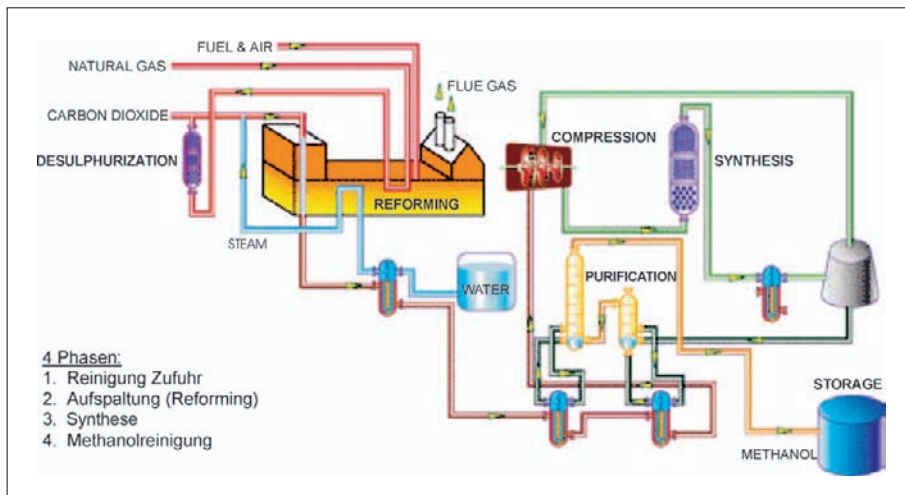 FUEL & AIR
NATURAL GAS
FLUE GAS
CARBON DIOXIDE
COMPRESSION
DESULPHURIZATION
SYNTHESIS
REFORMING
STEAM
PURIFICATION
WATER
4 Phasen:
1. Reinigung Zufuhr
2. Aufspaltung (Reforming)
3. Synthese
4. Methanolreinigung
STORAGE
METHANOL